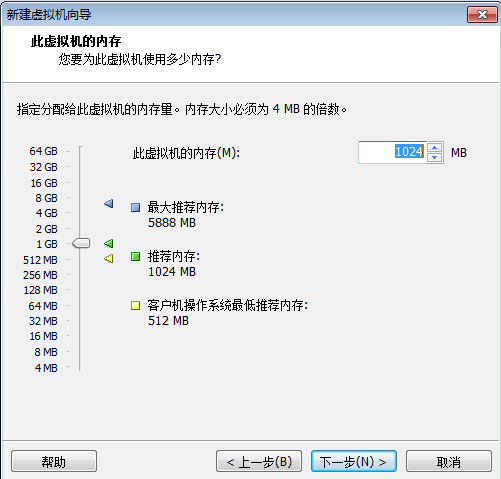 新建虚拟机向导
此虚拟机的内存
您要为此虚拟机使用多少内存?
指定分配给此虚拟机的内存量。内存大小必须为 4 MB 的倍数。
64 GB
32 GB
16 GB
8 GB
4 GB
2 GB
1 GB
512 MB
256 MB
128 MB
64 MB
32 MB
16 MB
8 MB
4 MB
此虚拟机的内存(M):
1024
MB
最大推荐内存:
5888 MB
推荐内存:
1024 MB
客户机操作系统最低推荐内存:
512 MB
帮助
< 上一步(B)
下一步(N) >
取消